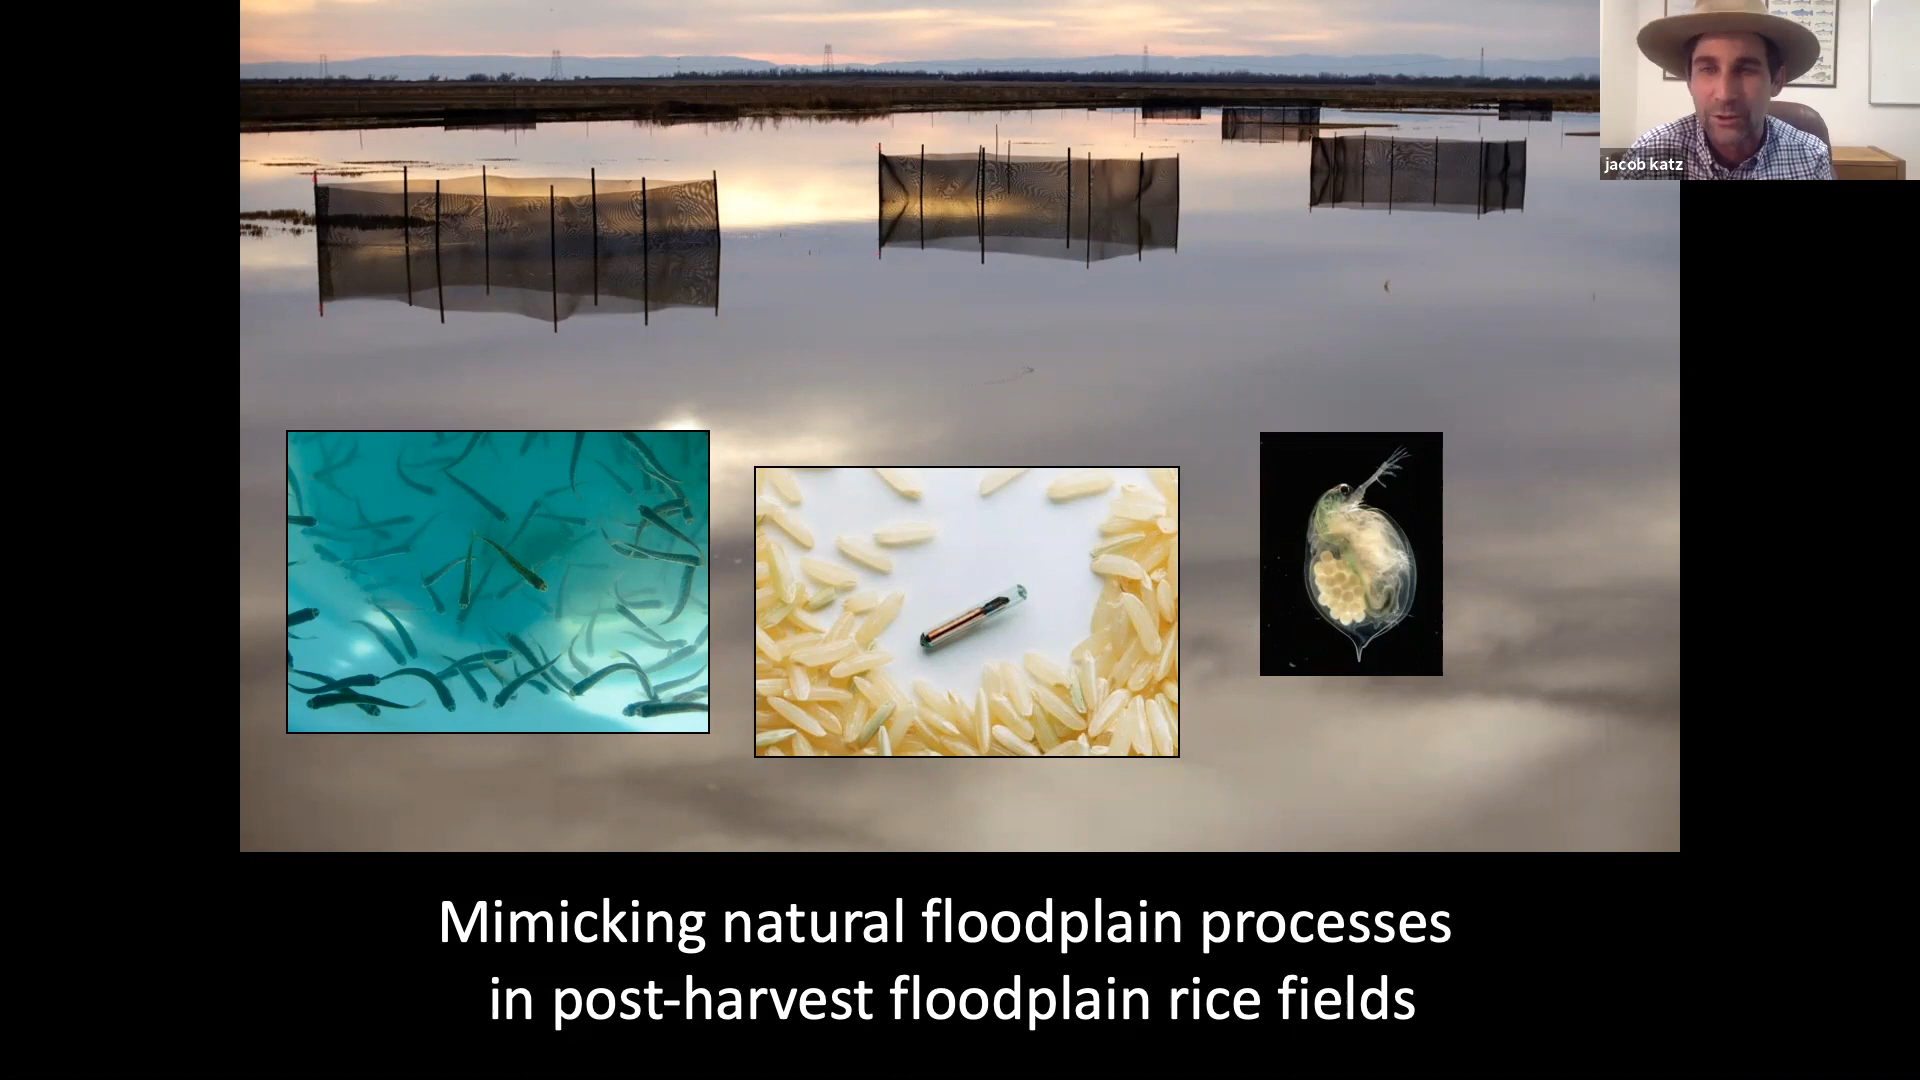 jacob katz
Mimicking natural floodplain processes
in post-harvest floodplain rice fields